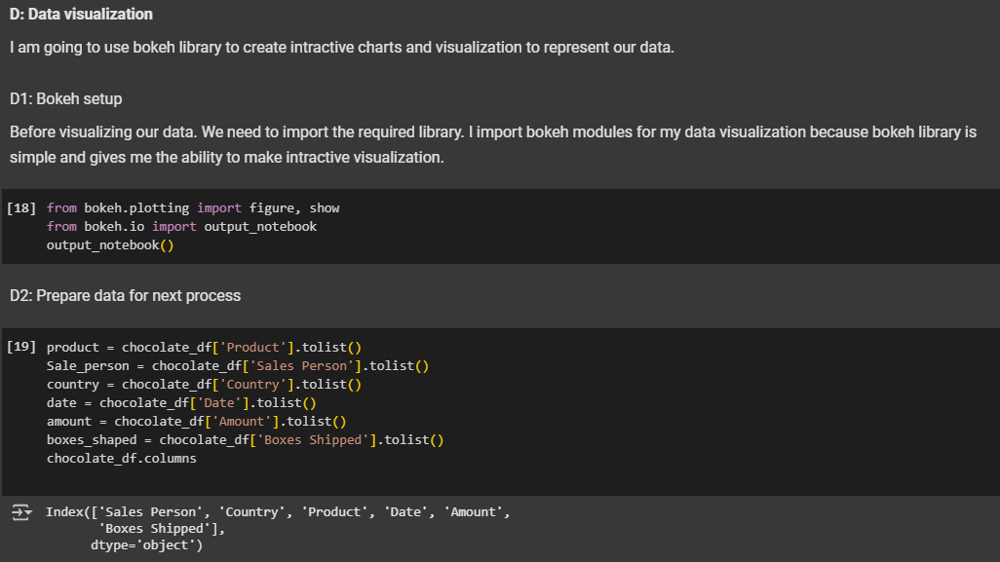 D: Data visualization
I am going to use bokeh library to create intractive charts and visualization to represent our data.
D1: Bokeh setup
Before visualizing our data. We need to import the required library. I import bokeh modules for my data visualization because bokeh library is
simple and gives me the ability to make intractive visualization.
[18] from bokeh.plotting import figure, show
from bokeh.io import output_notebook
output_notebook()
D2: Prepare data for next process
[19] product = chocolate_df['Product'].tolist()
Sale_person = chocolate_df['Sales Person'].tolist()
country = chocolate_df['Country'].tolist()
date = chocolate_df['Date'].tolist()
amount = chocolate_df['Amount'].tolist()
boxes_shaped = chocolate_df['Boxes Shipped'].tolist()
chocolate_df.columns
Index(['Sales Person', 'Country', 'Product', 'Date', 'Amount',
'Boxes Shipped'],
dtype='object')